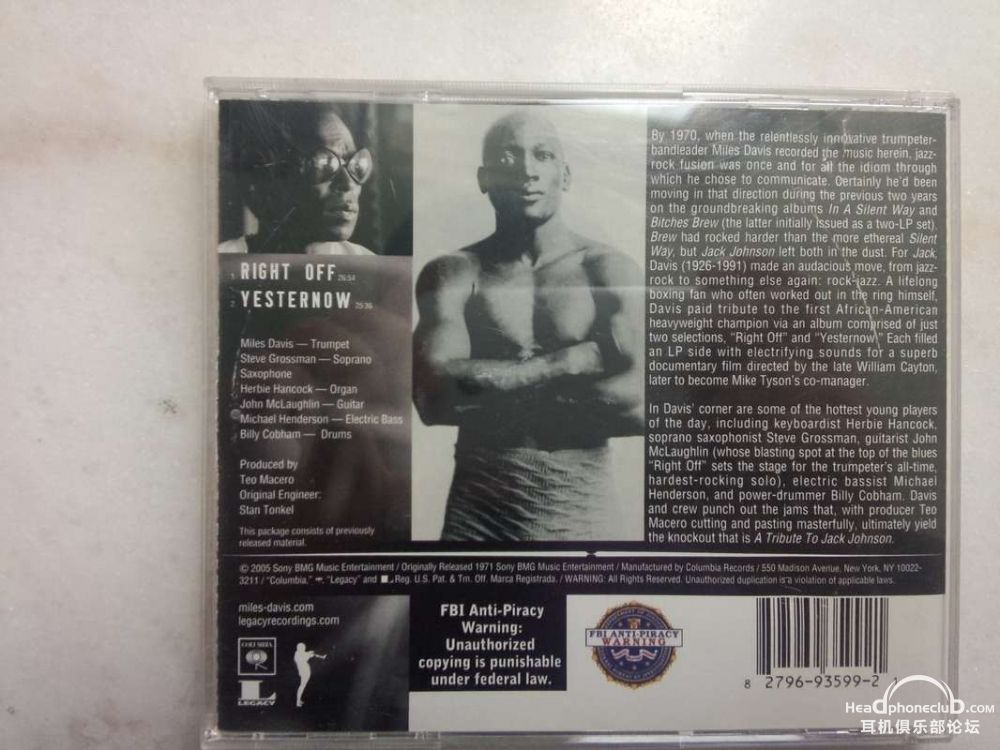 1 RIGHT OFF 26:54
2 YESTERNOW 25:36
Miles Davis — Trumpet
Steve Grossman — Soprano
Saxophone
Herbie Hancock — Organ
John McLaughlin — Guitar
Michael Henderson — Electric Bass
Billy Cobham — Drums
Produced by
Teo Macero
Original Engineer:
Stan Tonkel
This package consists of previously
released material.
By 1970, when the relentlessly innovative trumpeter-
bandleader Miles Davis recorded the music herein, jazz-
rock fusion was once and for all the idiom through
which he chose to communicate. Certainly he'd been
moving in that direction during the previous two years
on the groundbreaking albums In A Silent Way and
Bitches Brew (the latter initially issued as a two-LP set).
Brew had rocked harder than the more ethereal Silent
Way, but Jack Johnson left both in the dust. For Jack,
Davis (1926-1991) made an audacious move, from jazz-
rock to something else again: rock-jazz. A lifelong
boxing fan who often worked out in the ring himself,
Davis paid tribute to the first African-American
heavyweight champion via an album comprised of just
two selections, “Right Off” and “Yesternow.” Each filled
an LP side with electrifying sounds for a superb
documentary film directed by the late William Cayton,
later to become Mike Tyson's co-manager.
In Davis' corner are some of the hottest young players
of the day, including keyboardist Herbie Hancock,
soprano saxophonist Steve Grossman, guitarist John
McLaughlin (whose blasting spot at the top of the blues
“Right Off” sets the stage for the trumpeter's all-time,
hardest-rocking solo), electric bassist Michael
Henderson, and power-drummer Billy Cobham. Davis
and crew punch out the jams that, with producer Teo
Macero cutting and pasting masterfully, ultimately yield
the knockout that is A Tribute To Jack Johnson.
© 2005 Sony BMG Music Entertainment / Originally Released 1971 Sony BMG Music Entertainment / Manufactured by Columbia Records / 550 Madison Avenue, New York, NY 10022-
3211 / "Columbia," "Legacy" and Reg. U.S. Pat. & Tm. Off. Marca Registrada. / WARNING: All Rights Reserved. Unauthorized duplication is a violation of applicable laws.
miles-davis.com
legacyrecordings.com
COLUMBIA
L
LEGACY
FBI Anti-Piracy
Warning:
Unauthorized
copying is punishable
under federal law.
FBI ANTI-PIRACY
WARNING
8 2796-93599-2
HeadphoneclubD.com
耳机俱乐部论坛